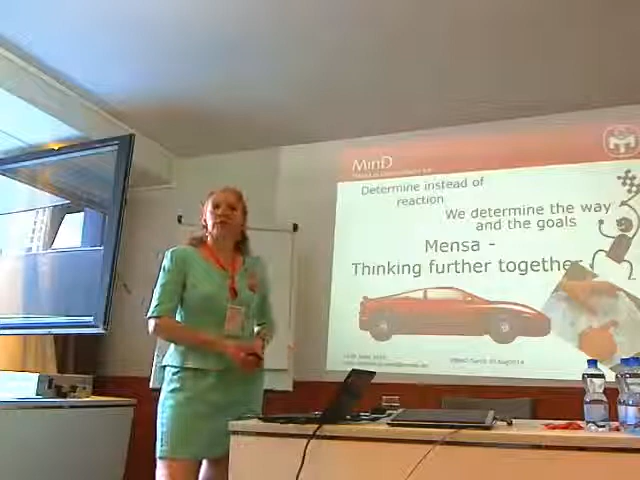 MinD
Determine instead of
reaction
We determine the way
and the goals
Mensa -
Thinking further together